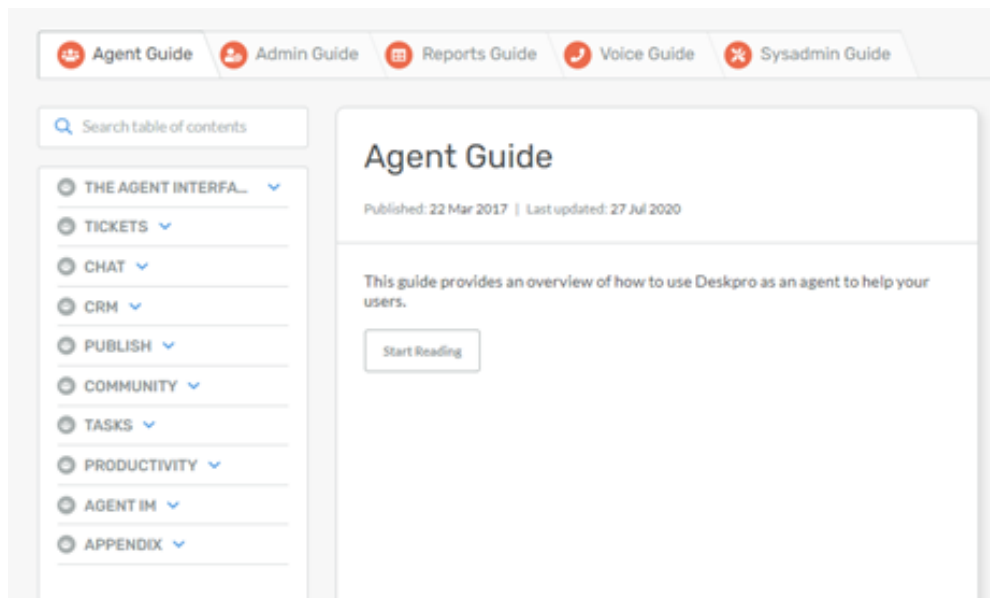 Agent Guide
Admin Guide
Reports Guide
Voice Guide
Sysadmin Guide
Search table of contents
THE AGENT INTERFA...
TICKETS
CHAT
CRM
PUBLISH
COMMUNITY
TASKS
PRODUCTIVITY
AGENT IM
APPENDIX
Agent Guide
Published: 22 Mar 2017 | Last updated: 27 Jul 2020
This guide provides an overview of how to use Deskpro as an agent to help your
users.
Start Reading